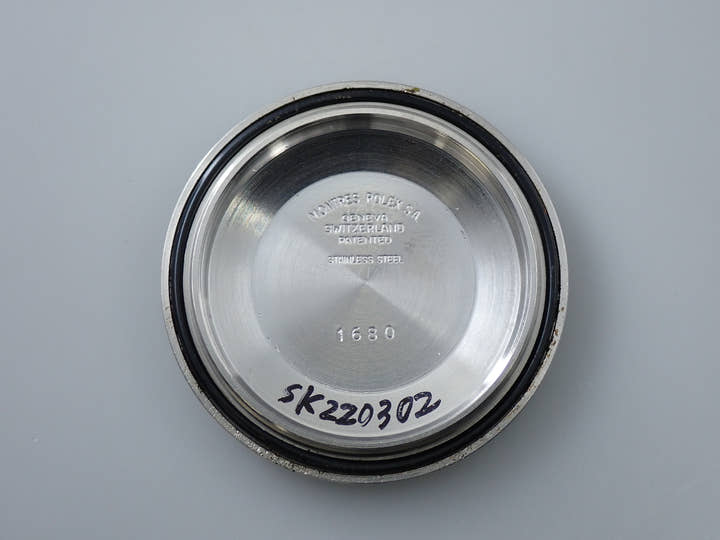 MONTRES ROLEX S.A.
GENEVA
SWITZERLAND
PATENTED
STAINLESS STEEL
1680
SK220302